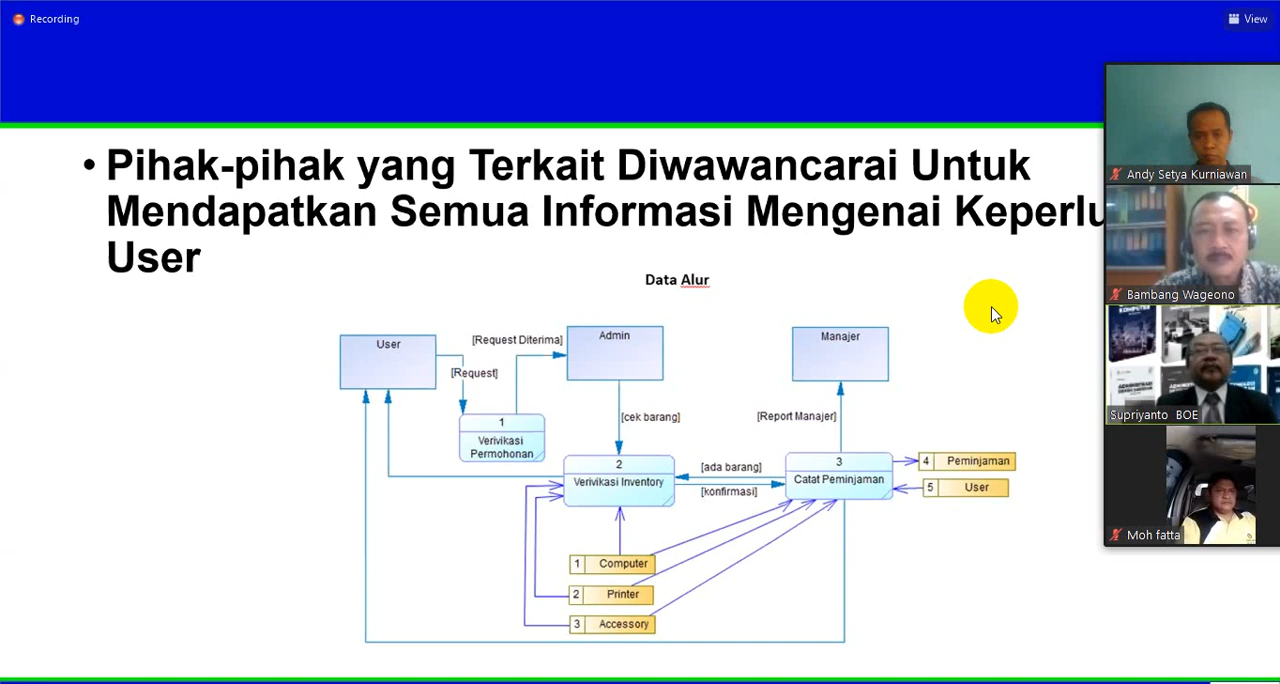 Recording
View
• Pihak-pihak yang Terkait Diwawancarai Untuk
Mendapatkan Semua Informasi Mengenai Keperlu
User
Data Alur
User
Admin
Manajer
[Request Diterima]
[Request]
[cek barang]
[Report Manajer]
1
Verivikasi
Permohonan
2
Verivikasi Inventory
[ada barang]
[konfirmasi]
3
Catat Peminjaman
4 Peminjaman
5 User
1 Computer
2 Printer
3 Accessory
Andy Setya Kurniawan
Bambang Wageono
Supriyanto BOE
Moh fatta